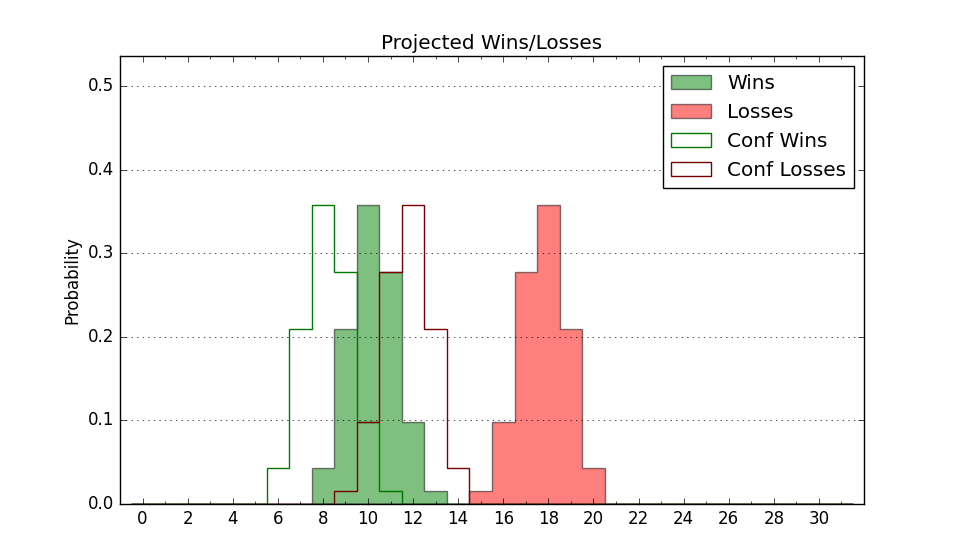 Projected Wins/Losses
Wins
Losses
Conf Wins
Conf Losses
Probability
0.5
0.4
0.3
0.2
0.1
0.0
0 2 4 6 8 10 12 14 16 18 20 22 24 26 28 30